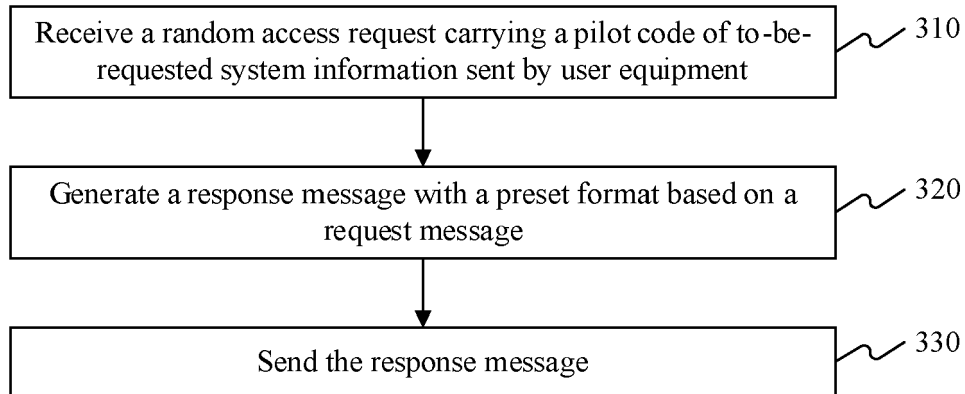 Receive a random access request carrying a pilot code of to-be-
requested system information sent by user equipment
310
Generate a response message with a preset format based on a
request message
320
Send the response message
330